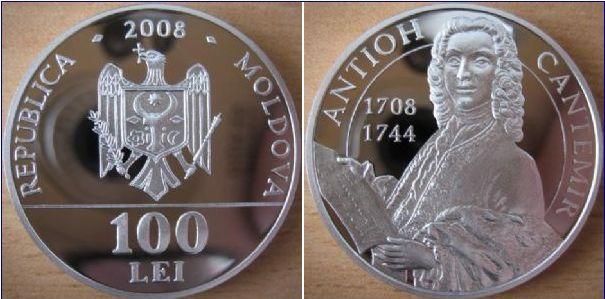 REPUBLICA • 2008 • MOLDOVA
100
LEI
ANTIOH CANTEMIR
1708
1744